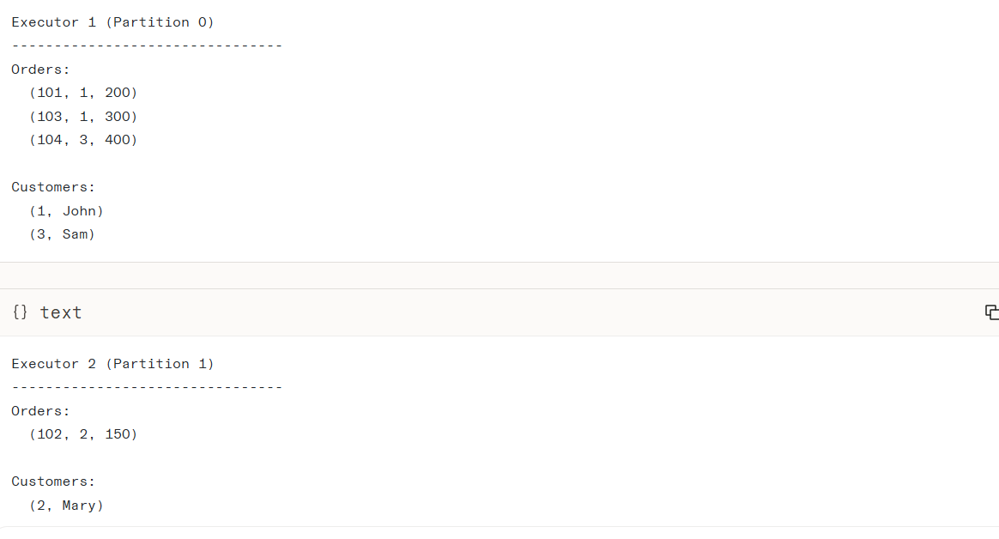 Executor 1 (Partition 0)
--------------------------------
Orders:
  (101, 1, 200)
  (103, 1, 300)
  (104, 3, 400)
Customers:
  (1, John)
  (3, Sam)
{} text
Executor 2 (Partition 1)
--------------------------------
Orders:
  (102, 2, 150)
Customers:
  (2, Mary)